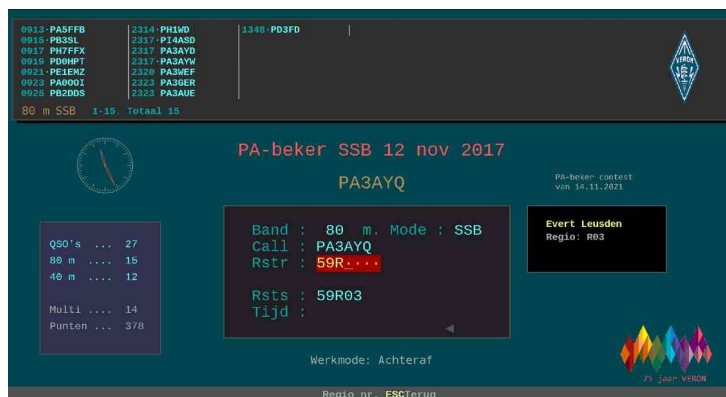 0913·PA5FFB 2314·PH1WD 1348·PD3FD
0915·PB3SL 2317·PI4ASD
0917 PH7FFX 2317 PA3AYD
0919 PD0HPT 2317·PA3AYW
0921·PE1EMZ 2320 PA3WEF
0923 PA0OOI 2323 PA3GER
0925 PB2DDS 2323 PA3AUE
80 m SSB 1-15. Totaal 15
VERON
PA-beker SSB 12 nov 2017
PA3AYQ
PA-beker contest
van 14.11.2021
Band : 80 m. Mode : SSB
Call : PA3AYQ
Rstr : 59R_····
Rsts : 59R03
Tijd :
Evert Leusden
Regio: R03
QSO's ... 27
80 m .... 15
40 m .... 12
Multi .... 14
Punten ... 378
Werkmode: Achteraf
75 jaar VERON
Regio nr. ESCTerug